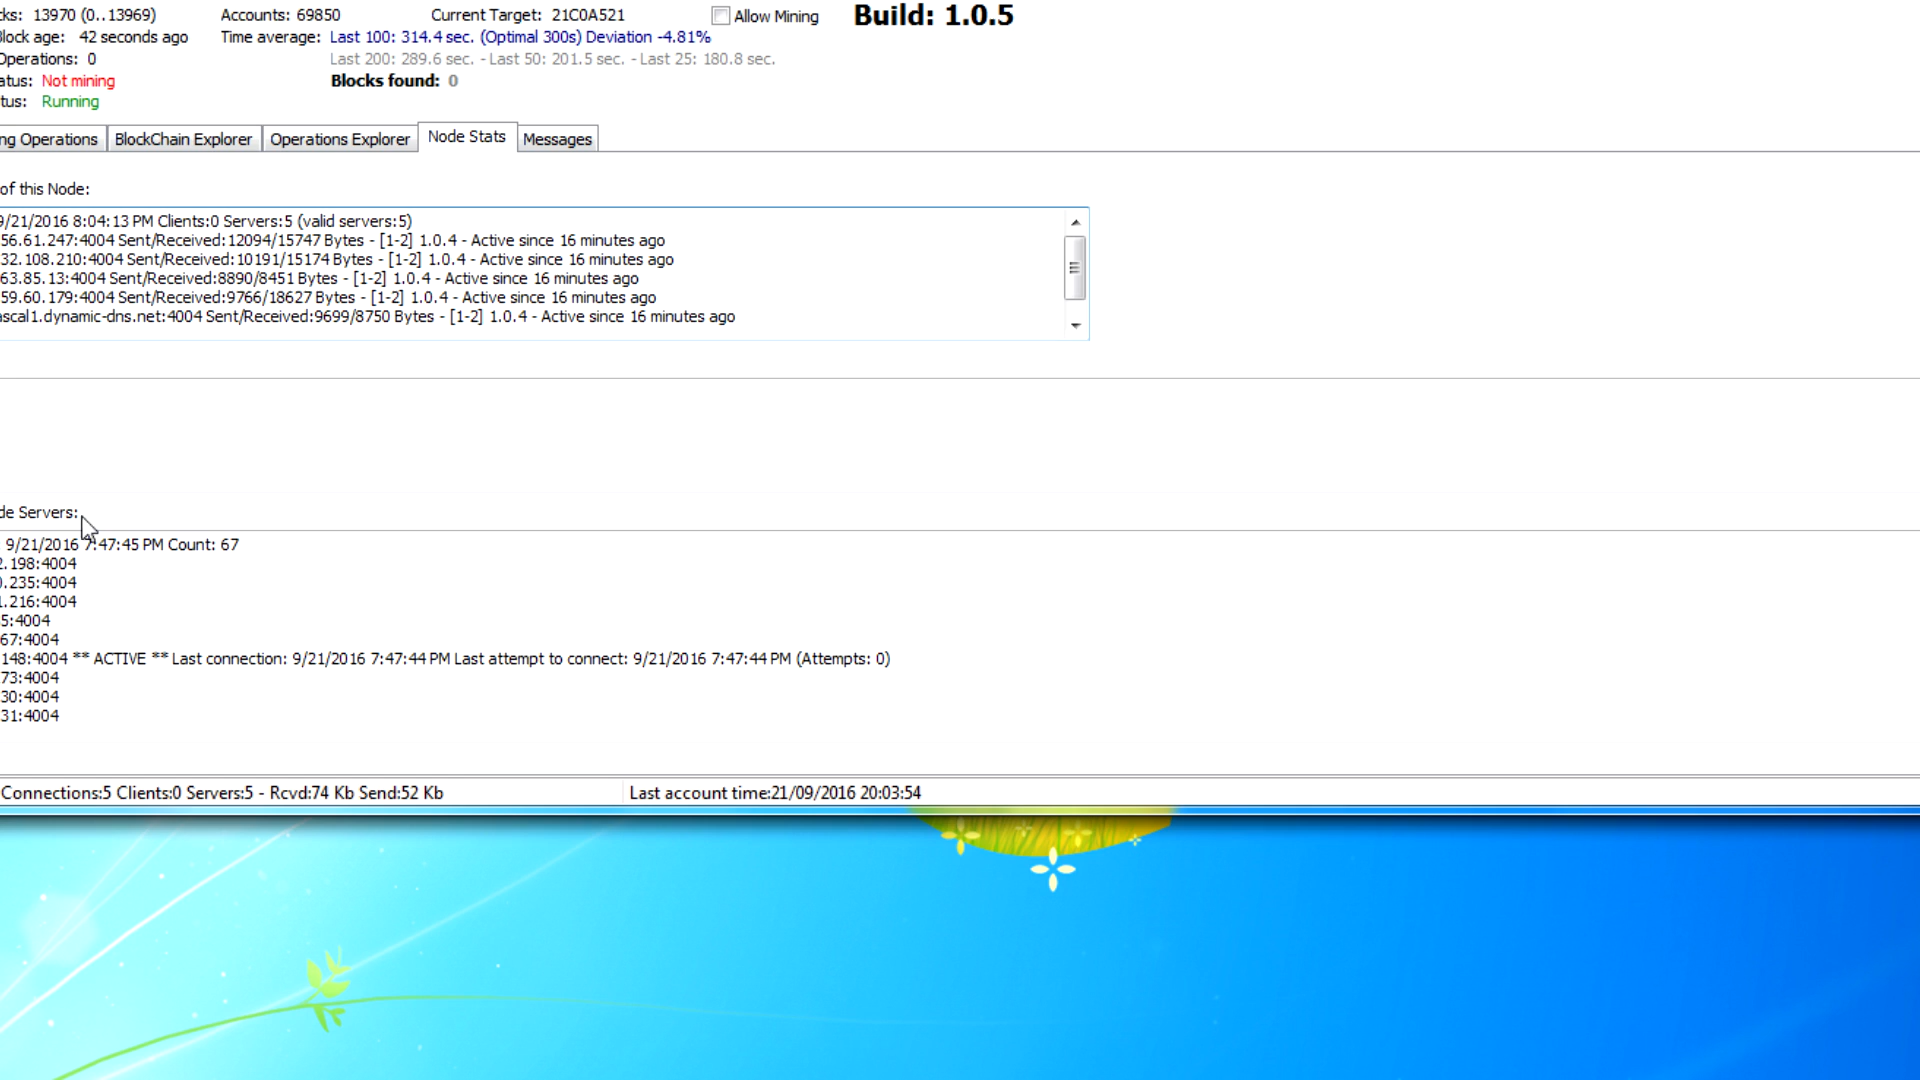 cks: 13970 (0..13969) Accounts: 69850 Current Target: 21C0A521 Allow Mining Build: 1.0.5
lock age: 42 seconds ago Time average: Last 100: 314.4 sec. (Optimal 300s) Deviation -4.81%
Operations: 0 Last 200: 289.6 sec. - Last 50: 201.5 sec. - Last 25: 180.8 sec.
atus: Not mining Blocks found: 0
tus: Running
ng Operations BlockChain Explorer Operations Explorer Node Stats Messages
of this Node:
9/21/2016 8:04:13 PM Clients:0 Servers:5 (valid servers:5)
56.61.247:4004 Sent/Received:12094/15747 Bytes - [1-2] 1.0.4 - Active since 16 minutes ago
32.108.210:4004 Sent/Received:10191/15174 Bytes - [1-2] 1.0.4 - Active since 16 minutes ago
63.85.13:4004 Sent/Received:8890/8451 Bytes - [1-2] 1.0.4 - Active since 16 minutes ago
59.60.179:4004 Sent/Received:9766/18627 Bytes - [1-2] 1.0.4 - Active since 16 minutes ago
ascal1.dynamic-dns.net:4004 Sent/Received:9699/8750 Bytes - [1-2] 1.0.4 - Active since 16 minutes ago
de Servers:
9/21/2016 7:47:45 PM Count: 67
2.198:4004
0.235:4004
1.216:4004
5:4004
67:4004
148:4004 ** ACTIVE ** Last connection: 9/21/2016 7:47:44 PM Last attempt to connect: 9/21/2016 7:47:44 PM (Attempts: 0)
73:4004
30:4004
31:4004
Connections:5 Clients:0 Servers:5 - Rcvd:74 Kb Send:52 Kb Last account time:21/09/2016 20:03:54